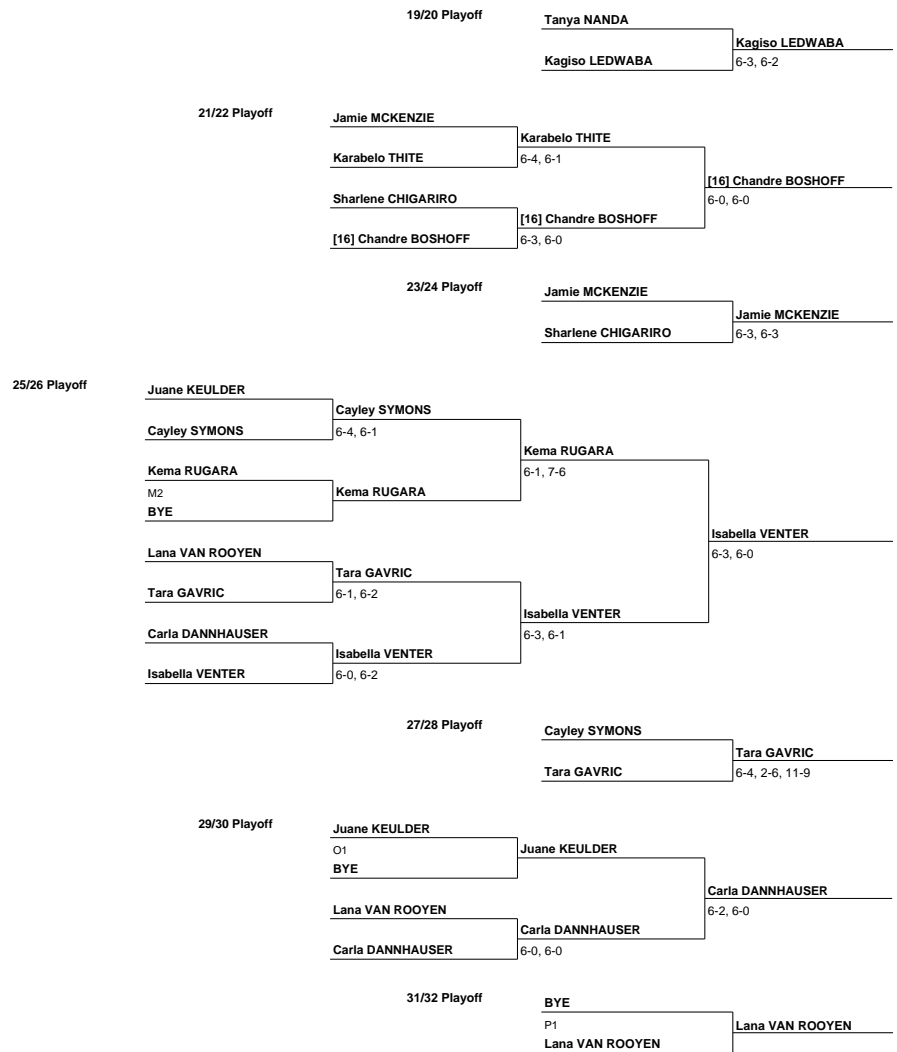 19/20 Playoff
Tanya NANDA
Kagiso LEDWABA
Kagiso LEDWABA
6-3, 6-2
21/22 Playoff
Jamie MCKENZIE
Karabelo THITE
Karabelo THITE
6-4, 6-1
[16] Chandre BOSHOFF
6-0, 6-0
Sharlene CHIGARIRO
[16] Chandre BOSHOFF
[16] Chandre BOSHOFF
6-3, 6-0
23/24 Playoff
Jamie MCKENZIE
Jamie MCKENZIE
Sharlene CHIGARIRO
6-3, 6-3
25/26 Playoff
Juane KEULDER
Cayley SYMONS
Cayley SYMONS
6-4, 6-1
Kema RUGARA
Kema RUGARA
6-1, 7-6
M2
Kema RUGARA
BYE
Isabella VENTER
6-3, 6-0
Lana VAN ROOYEN
Tara GAVRIC
Tara GAVRIC
6-1, 6-2
Isabella VENTER
6-3, 6-1
Carla DANNHAUSER
Isabella VENTER
Isabella VENTER
6-0, 6-2
27/28 Playoff
Cayley SYMONS
Tara GAVRIC
Tara GAVRIC
6-4, 2-6, 11-9
29/30 Playoff
Juane KEULDER
O1
Juane KEULDER
BYE
Carla DANNHAUSER
6-2, 6-0
Lana VAN ROOYEN
Carla DANNHAUSER
Carla DANNHAUSER
6-0, 6-0
31/32 Playoff
BYE
P1
Lana VAN ROOYEN
Lana VAN ROOYEN